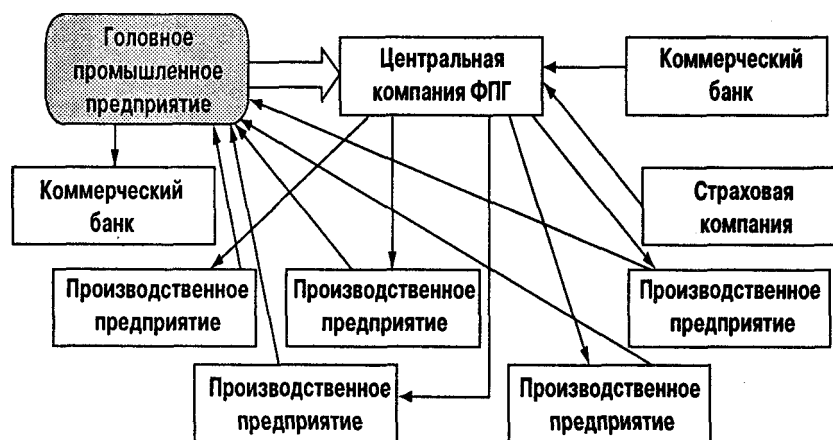 Головное
промышленное
предприятие
Центральная
компания ФПГ
Коммерческий
банк
Коммерческий
банк
Страховая
компания
Производственное
предприятие
Производственное
предприятие
Производственное
предприятие
Производственное
предприятие
Производственное
предприятие